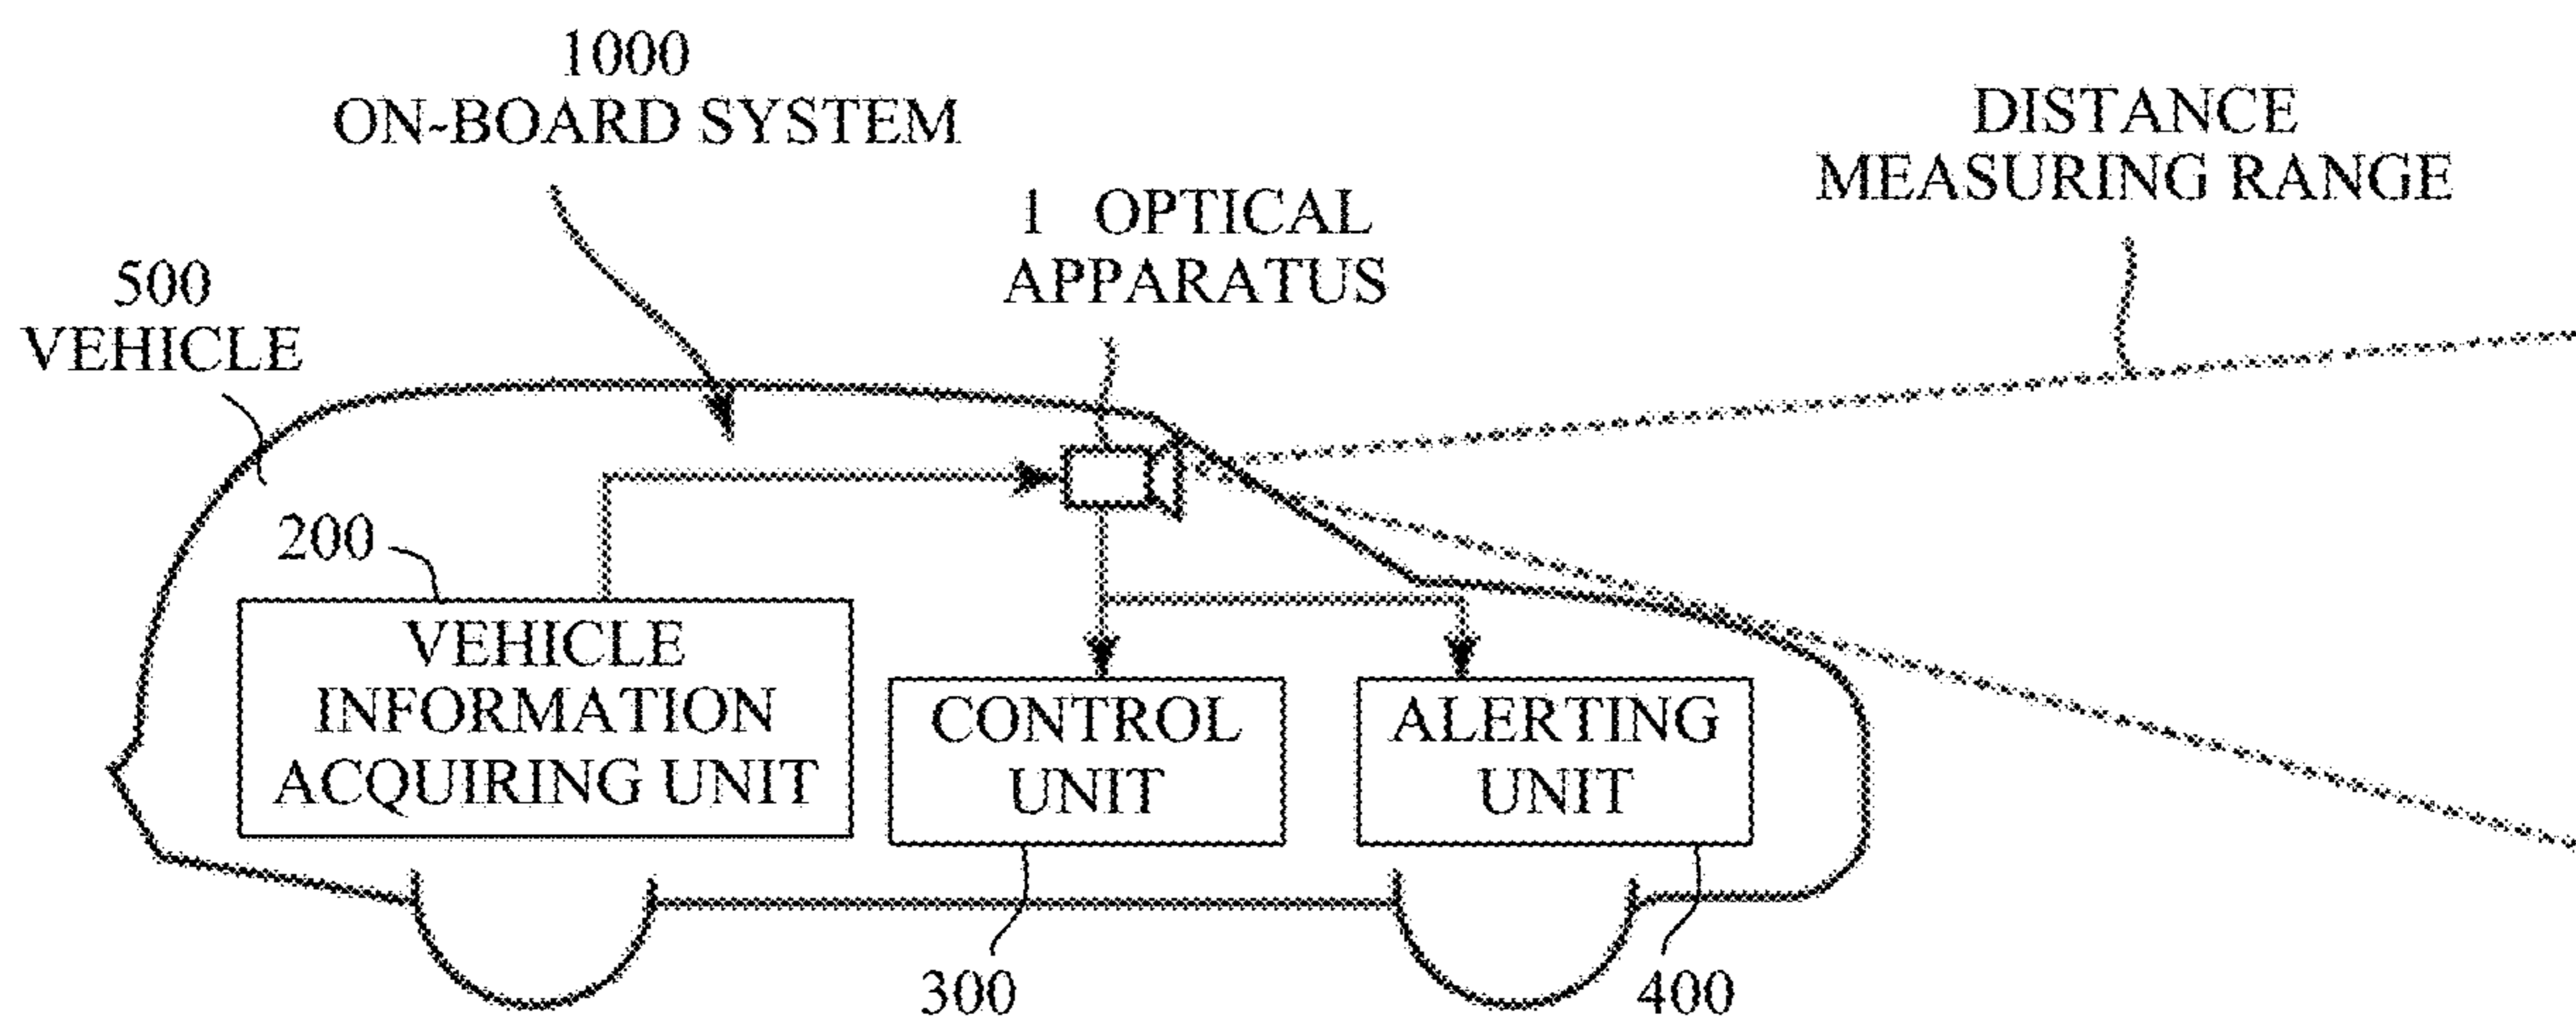 1000
ON-BOARD SYSTEM
DISTANCE
MEASURING RANGE
1 OPTICAL
APPARATUS
500
VEHICLE
200
VEHICLE
INFORMATION
ACQUIRING UNIT
CONTROL
UNIT
ALERTING
UNIT
300
400